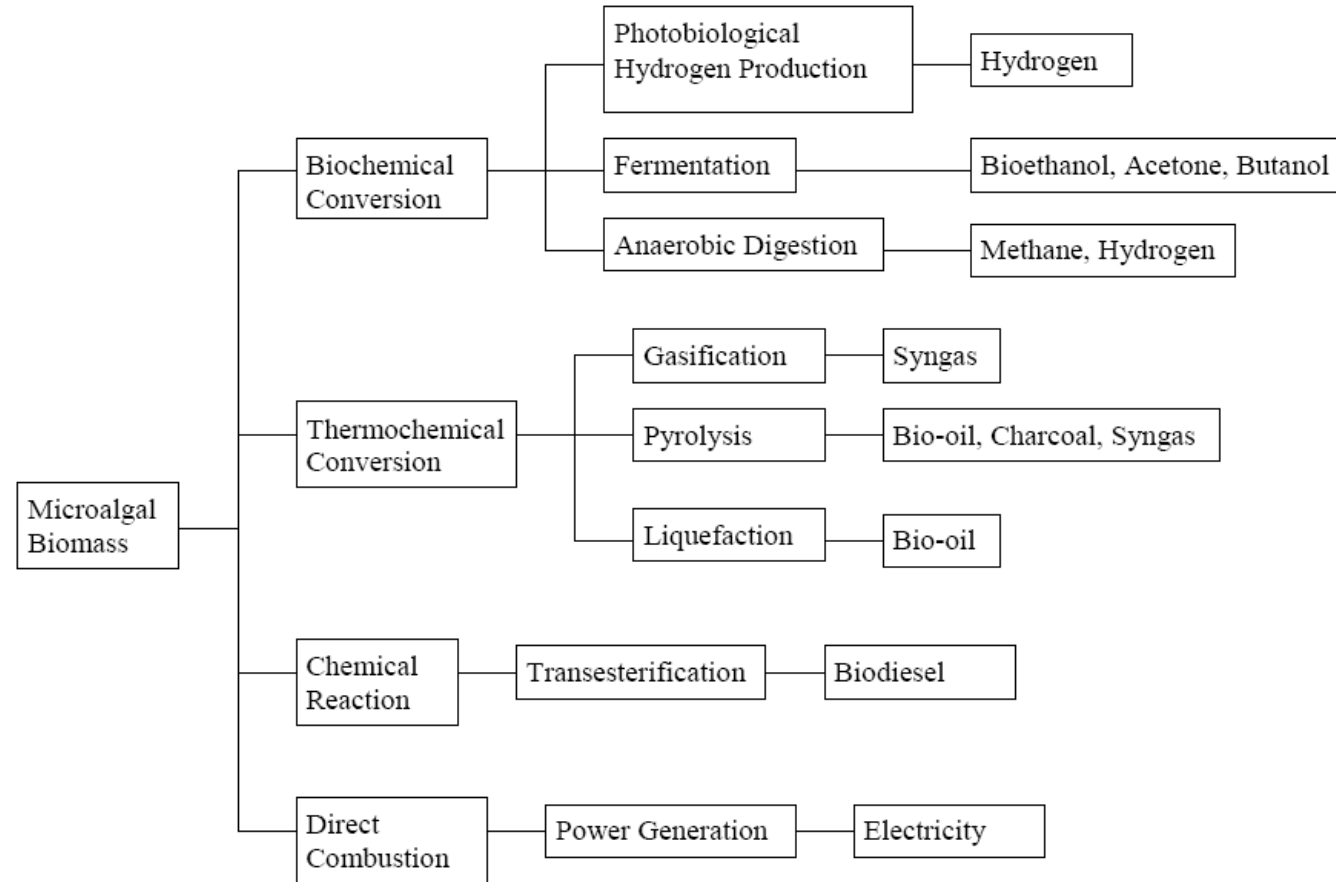 Photobiological
Hydrogen Production
Hydrogen
Biochemical
Conversion
Fermentation
Bioethanol, Acetone, Butanol
Anaerobic Digestion
Methane, Hydrogen
Gasification
Syngas
Thermochemical
Conversion
Pyrolysis
Bio-oil, Charcoal, Syngas
Microalgal
Biomass
Liquefaction
Bio-oil
Chemical
Reaction
Transesterification
Biodiesel
Direct
Combustion
Power Generation
Electricity